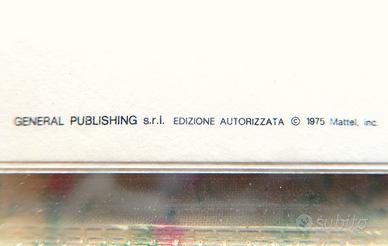 GENERAL PUBLISHING s.r.l. EDIZIONE AUTORIZZATA © 1975 Mattel, inc.
subito